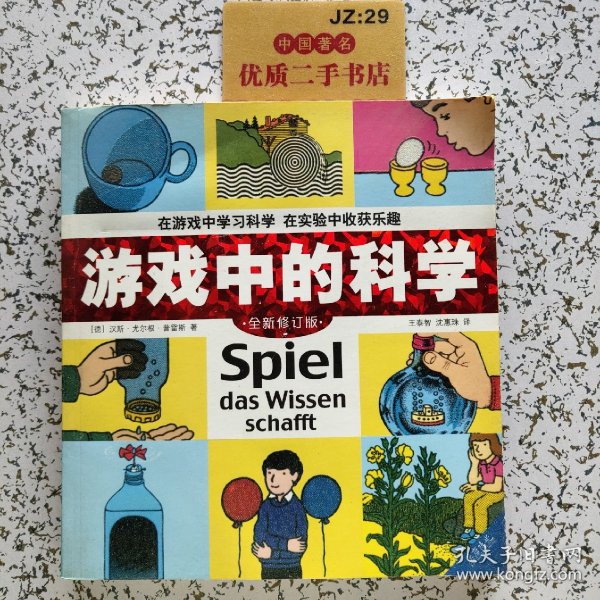 JZ:29
中国著名
优质二手书店
在游戏中学习科学 在实验中收获乐趣
游戏中的科学
[德] 汉斯·尤尔根·普雷斯 著
·全新修订版·
王泰智 沈惠珠 译
Spiel
das Wissen
schafft
孔夫子旧书网
www.kongfz.com